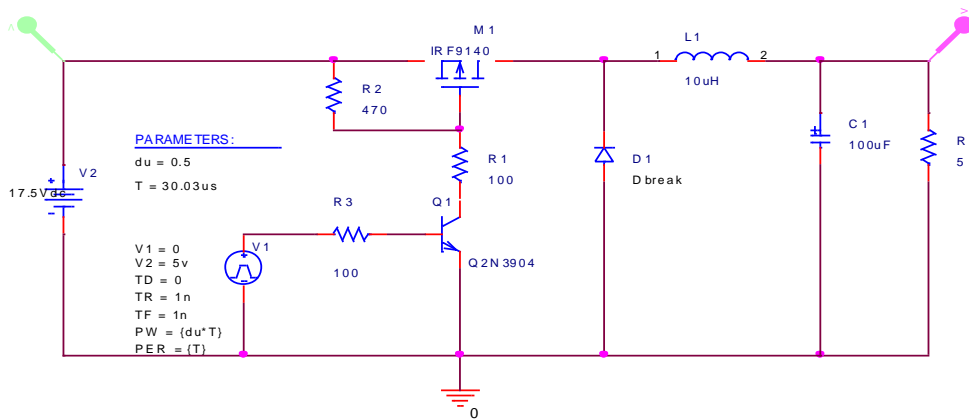 M1
IRF9140
L1
1
2
10uH
R2
470
C1
100uF
R
5
PARAMETERS:
du = 0.5
T = 30.03us
R1
100
D1
Dbreak
V2
17.5Vdc
Q1
R3
100
V1
Q2N3904
V1 = 0
V2 = 5v
TD = 0
TR = 1n
TF = 1n
PW = {du*T}
PER = {T}
0